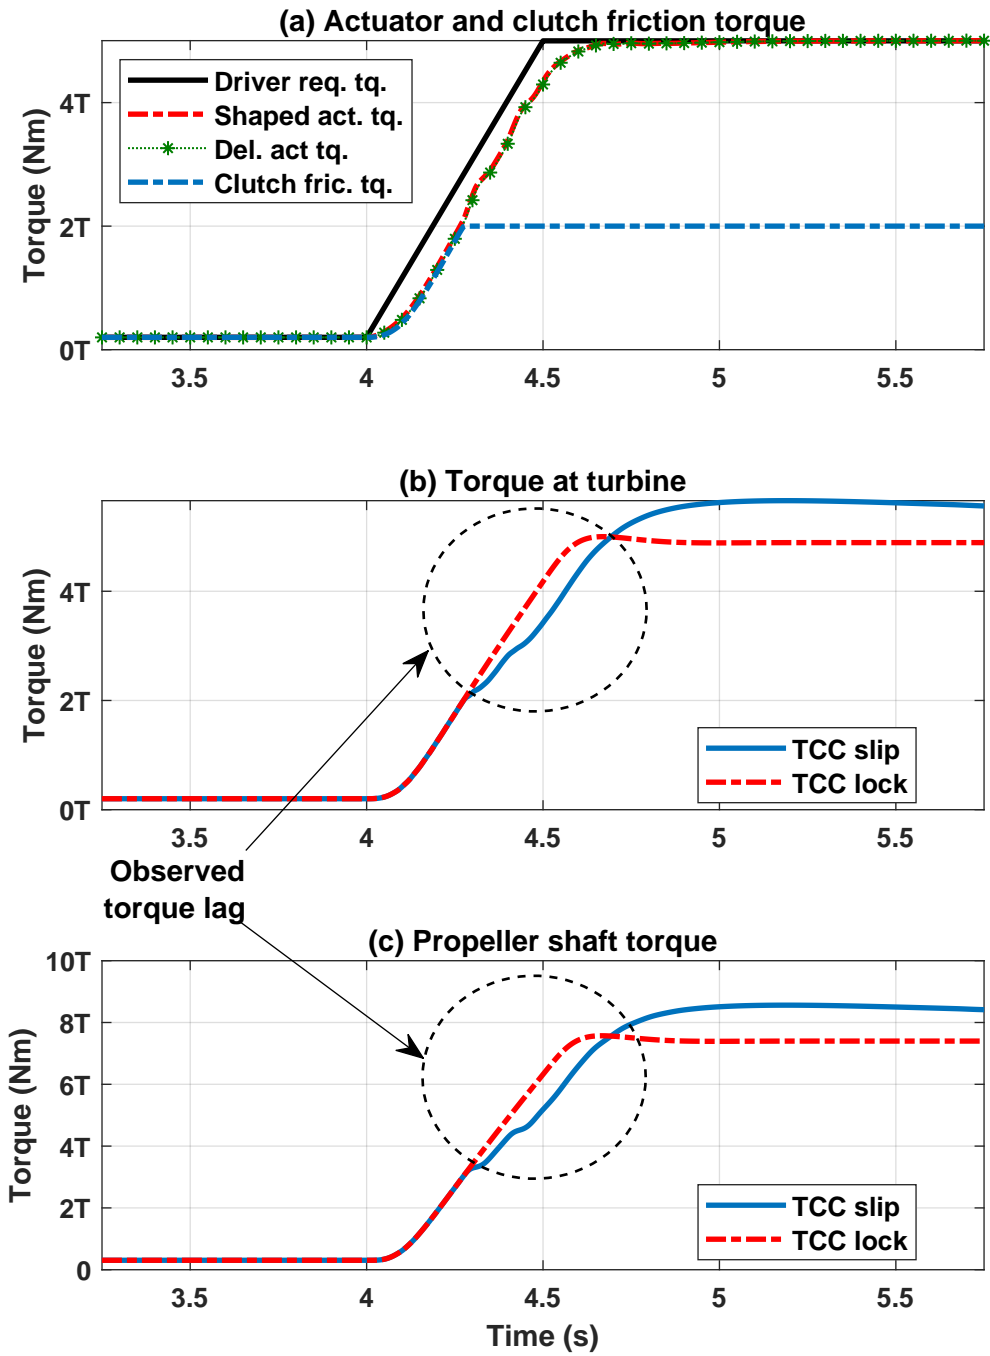 (a) Actuator and clutch friction torque
Torque (Nm)
4T
2T
0T
Driver req. tq.
Shaped act. tq.
Del. act tq.
Clutch fric. tq.
3.5 4 4.5 5 5.5
(b) Torque at turbine
Torque (Nm)
4T
2T
0T
TCC slip
TCC lock
3.5 4 4.5 5 5.5
Observed
torque lag
(c) Propeller shaft torque
Torque (Nm)
10T
8T
6T
4T
2T
0
TCC slip
TCC lock
3.5 4 4.5 5 5.5
Time (s)